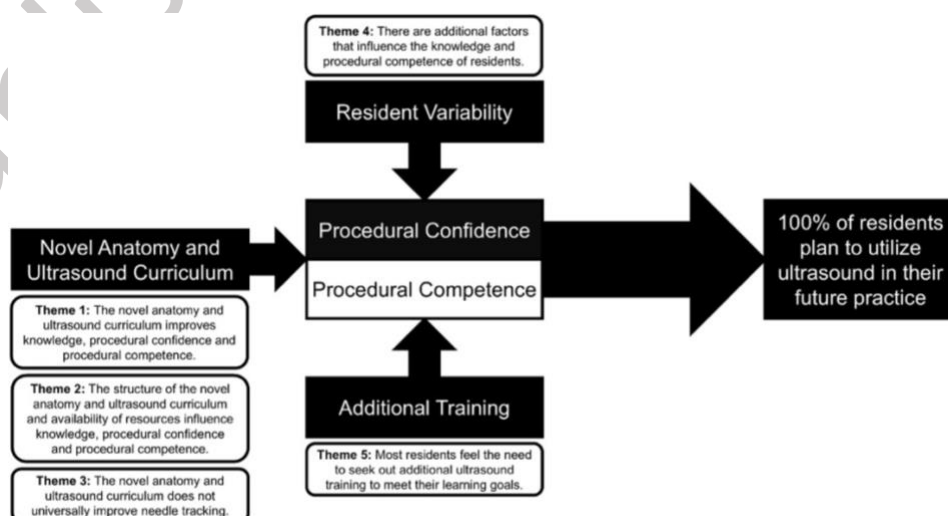 Theme 4: There are additional factors
that influence the knowledge and
procedural competence of residents.
Resident Variability
Procedural Confidence
Procedural Competence
Novel Anatomy and
Ultrasound Curriculum
Theme 1: The novel anatomy and
ultrasound curriculum improves
knowledge, procedural confidence and
procedural competence.
Theme 2: The structure of the novel
anatomy and ultrasound curriculum
and availability of resources influence
knowledge, procedural confidence
and procedural competence.
Theme 3: The novel anatomy and
ultrasound curriculum does not
universally improve needle tracking.
Additional Training
Theme 5: Most residents feel the need
to seek out additional ultrasound
training to meet their learning goals.
100% of residents
plan to utilize
ultrasound in their
future practice